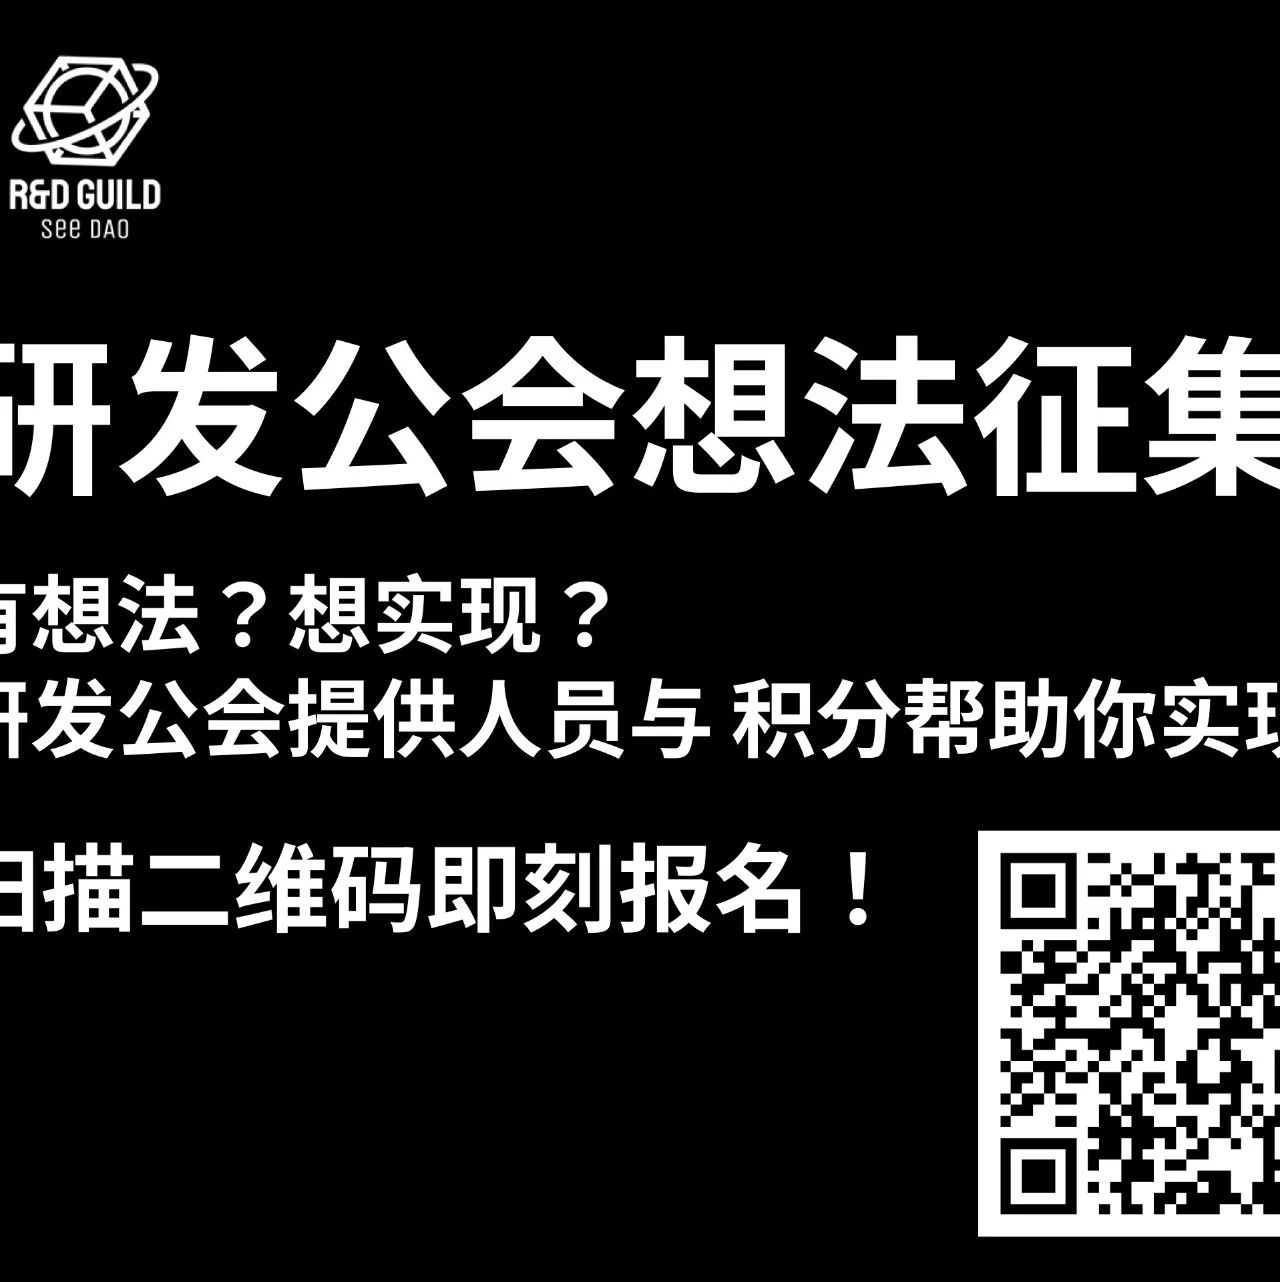 R&D GUILD
See DAO
研发公会想法征集
有想法？想实现？
研发公会提供人员与 积分帮助你实现
扫描二维码即刻报名！